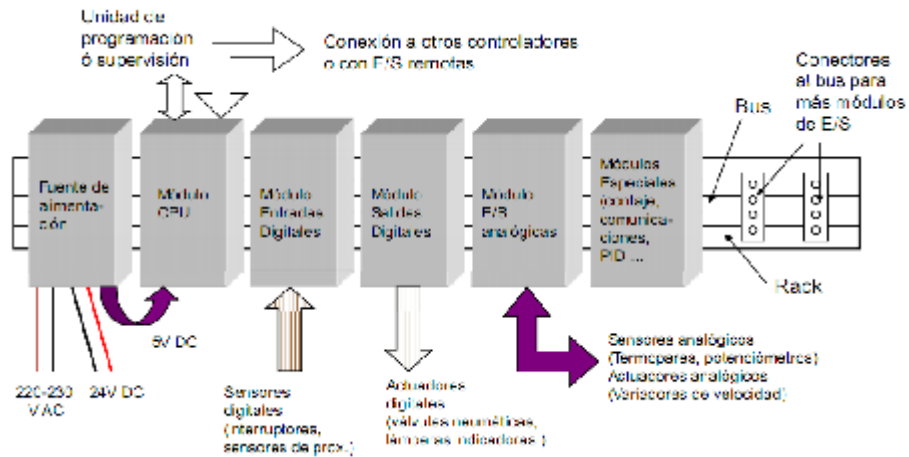 Unidad de
programación
ó supervisión
Conexión a otros controladores
o con E/S remotas
Conectores
al bus para
más módulos
de E/S
Bus
Fuente de
alimenta-
ción
Módulo
CPU
Módulo
Entradas
Digitales
Módulo
Salidas
Digitales
Módulo
E/S
analógicas
Módulos
Especiales
(contaje,
comunica-
ciones,
PID ...
Rack
5V DC
220-230
V AC
24V DC
Sensores
digitales
(interruptores,
sensores de prox.)
Actuadores
digitales
(válvulas neumáticas,
lámparas indicadores )
Sensores analógicos
(Termopares, potenciómetros)
Actuadores analógicos
(Variadores de velocidad)